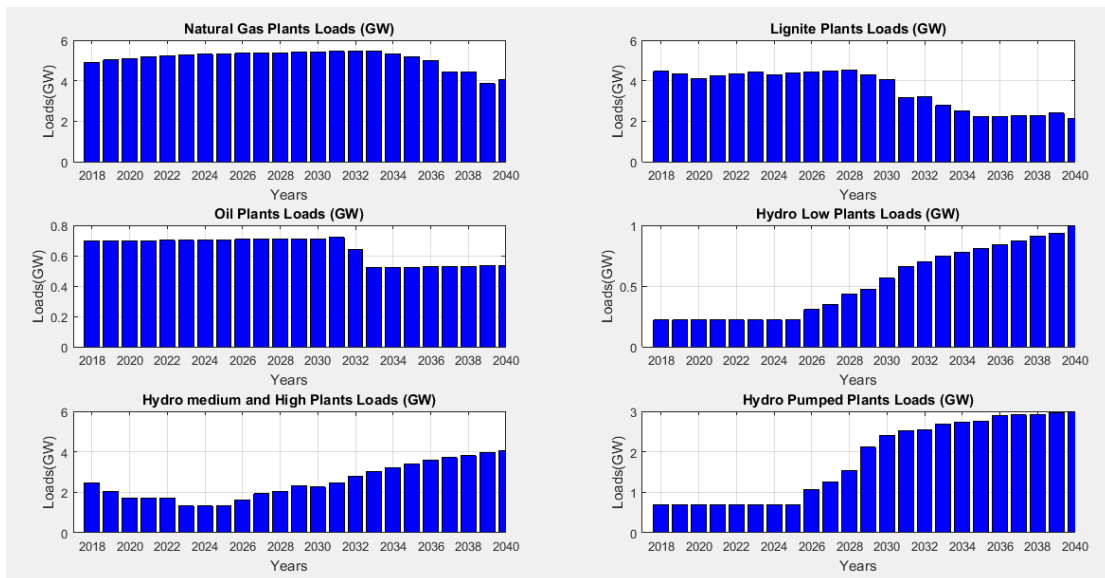 Natural Gas Plants Loads (GW)
Loads(GW)
6
4
2
0
2018 2020 2022 2024 2026 2028 2030 2032 2034 2036 2038 2040
Years
Lignite Plants Loads (GW)
Loads(GW)
6
4
2
0
2018 2020 2022 2024 2026 2028 2030 2032 2034 2036 2038 2040
Years
Oil Plants Loads (GW)
Loads(GW)
0.8
0.6
0.4
0.2
0
2018 2020 2022 2024 2026 2028 2030 2032 2034 2036 2038 2040
Years
Hydro Low Plants Loads (GW)
Loads(GW)
1
0.5
0
2018 2020 2022 2024 2026 2028 2030 2032 2034 2036 2038 2040
Years
Hydro medium and High Plants Loads (GW)
Loads(GW)
6
4
2
0
2018 2020 2022 2024 2026 2028 2030 2032 2034 2036 2038 2040
Years
Hydro Pumped Plants Loads (GW)
Loads(GW)
3
2
1
0
2018 2020 2022 2024 2026 2028 2030 2032 2034 2036 2038 2040
Years